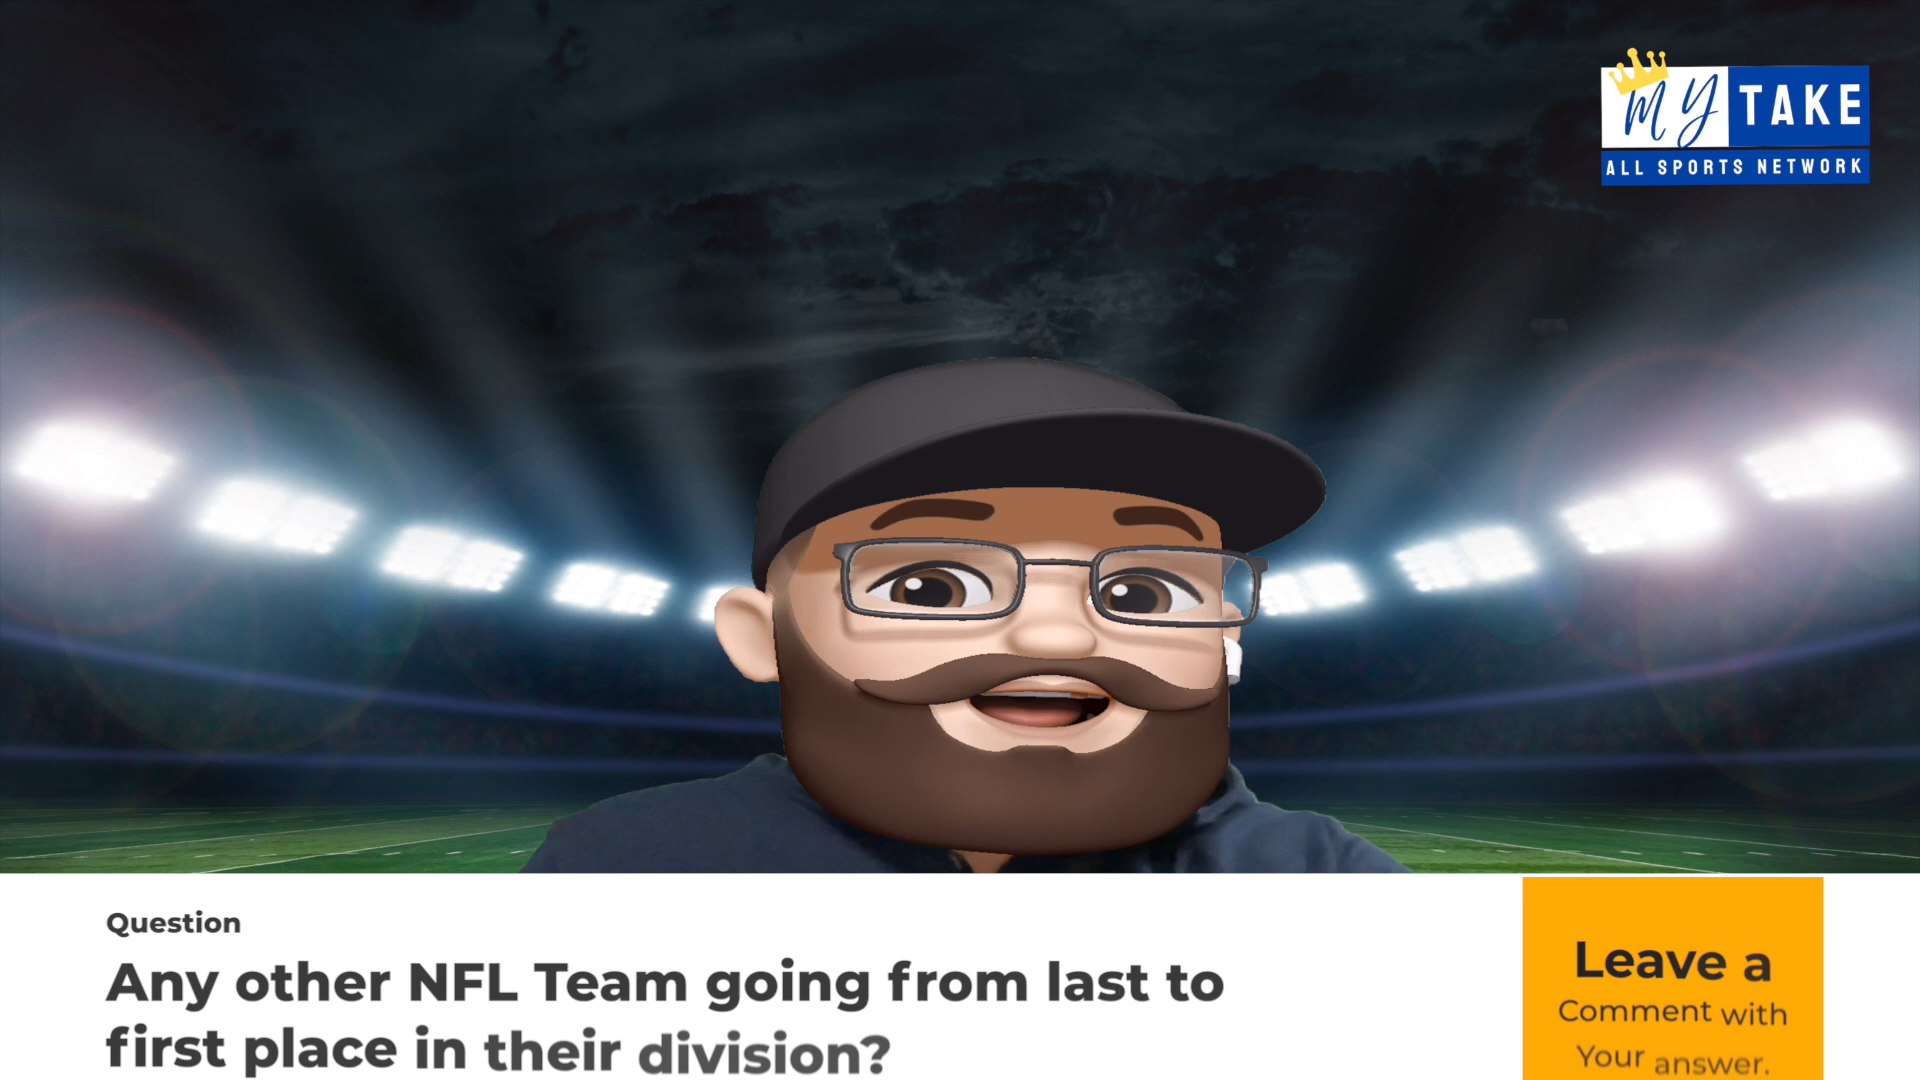 my TAKE
ALL SPORTS NETWORK
Question
Any other NFL Team going from last to
first place in their division?
Leave a
Comment with
Your answer.